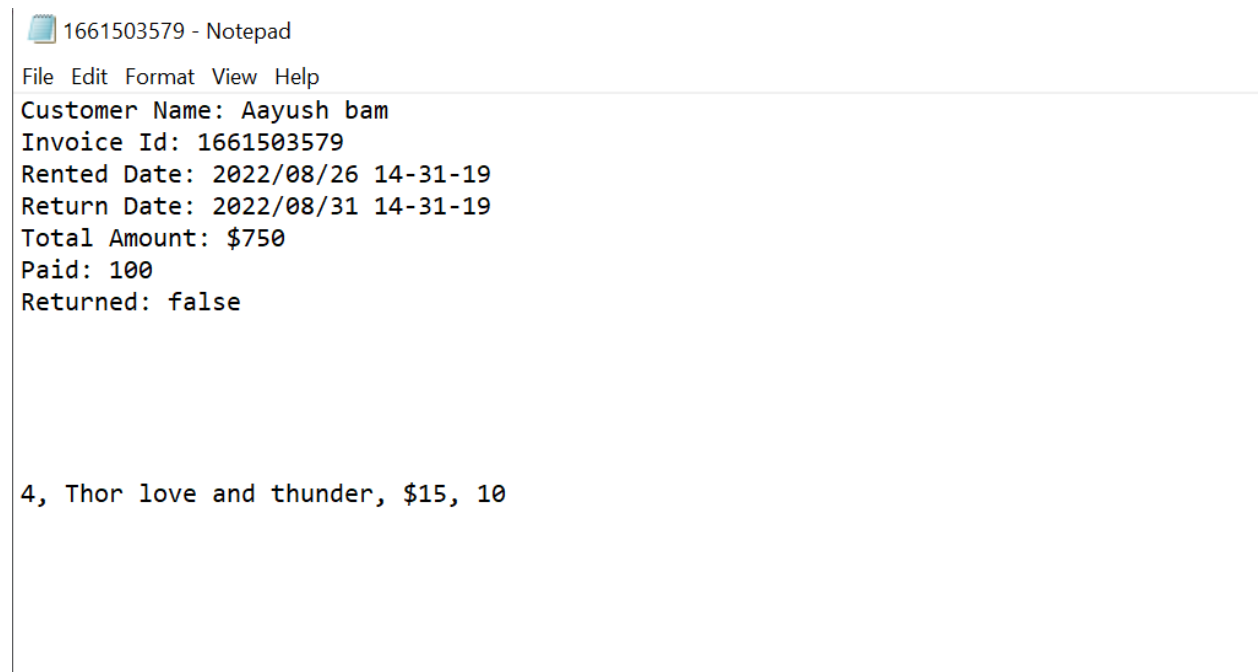 1661503579 - Notepad
File Edit Format View Help
Customer Name: Aayush bam
Invoice Id: 1661503579
Rented Date: 2022/08/26 14-31-19
Return Date: 2022/08/31 14-31-19
Total Amount: $750
Paid: 100
Returned: false
4, Thor love and thunder, $15, 10